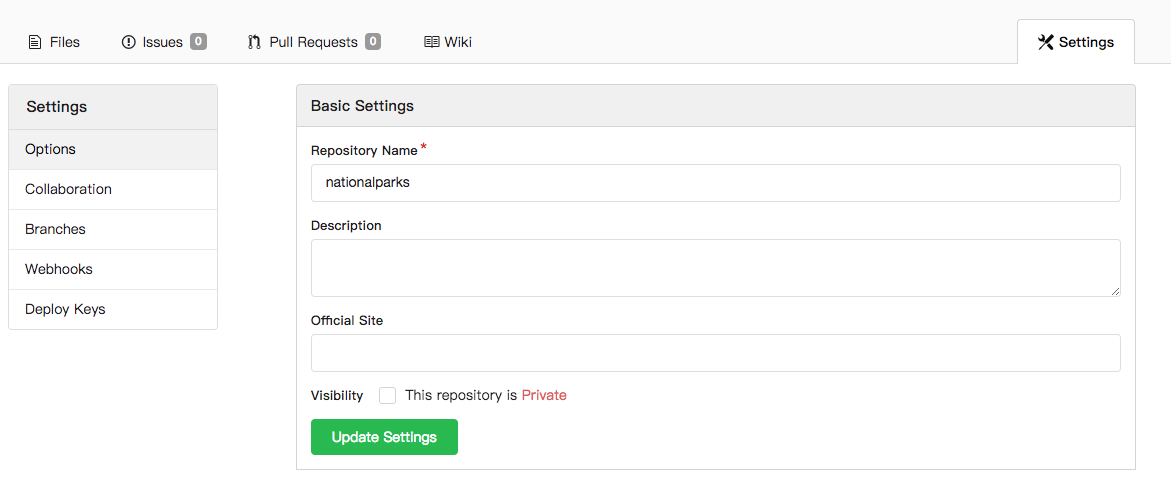 Files Issues 0 Pull Requests 0 Wiki Settings
Settings
Options
Collaboration
Branches
Webhooks
Deploy Keys
Basic Settings
Repository Name*
nationalparks
Description
Official Site
Visibility This repository is Private
Update Settings